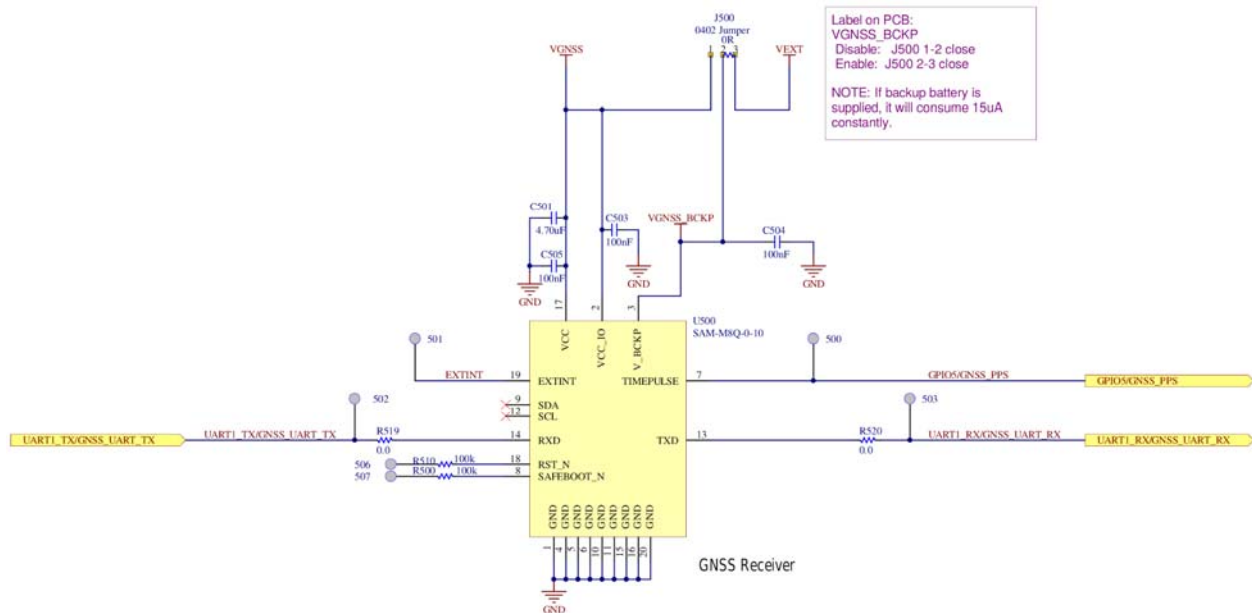 J500
0402 Jumper
0R
1 2 3
VGNSS
VEXT
Label on PCB:
VGNSS_BCKP
Disable: J500 1-2 close
Enable: J500 2-3 close
NOTE: If backup battery is
supplied, it will consume 15uA
constantly.
C501
4.70uF
C503
100nF
VGNSS_BCKP
C504
100nF
C505
100nF
GND
GND
GND
17
2
3
U500
SAM-M8Q-0-10
VCC
VCC_IO
V_BCKP
501
500
EXTINT
19
EXTINT
TIMEPULSE
7
GPIO5/GNSS_PPS
GPIO5/GNSS_PPS
502
503
9
SDA
12
SCL
UART1_TX/GNSS_UART_TX
UART1_TX/GNSS_UART_TX
R519
0.0
14
RXD
TXD
13
R520
0.0
UART1_RX/GNSS_UART_RX
UART1_RX/GNSS_UART_RX
506
R510
100k
18
RST_N
507
R500
100k
8
SAFEBOOT_N
GND GND GND GND GND GND GND GND GND
1 4 5 6 10 11 15 16 20
GNSS Receiver
GND